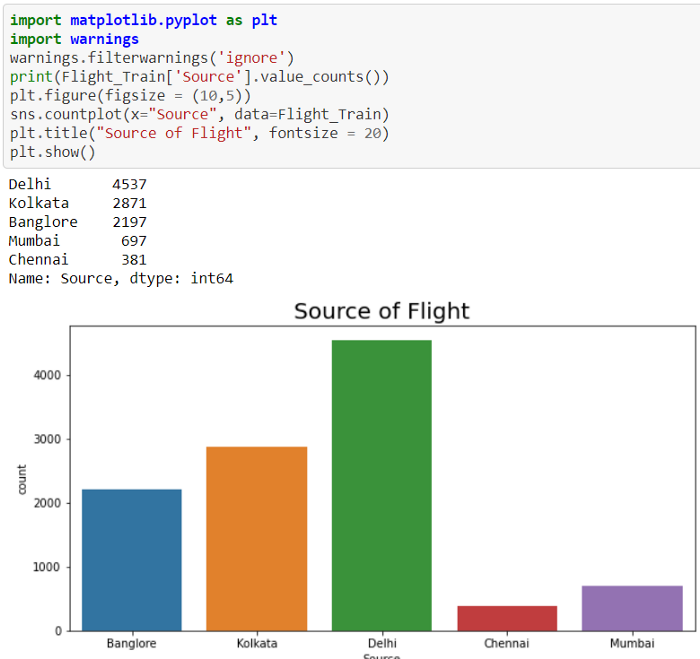 import matplotlib.pyplot as plt
import warnings
warnings.filterwarnings('ignore')
print(Flight_Train['Source'].value_counts())
plt.figure(figsize = (10,5))
sns.countplot(x="Source", data=Flight_Train)
plt.title("Source of Flight", fontsize = 20)
plt.show()
Delhi 4537
Kolkata 2871
Banglore 2197
Mumbai 697
Chennai 381
Name: Source, dtype: int64
Source of Flight
4000
3000
count
2000
1000
0
Banglore Kolkata Delhi Chennai Mumbai
Source